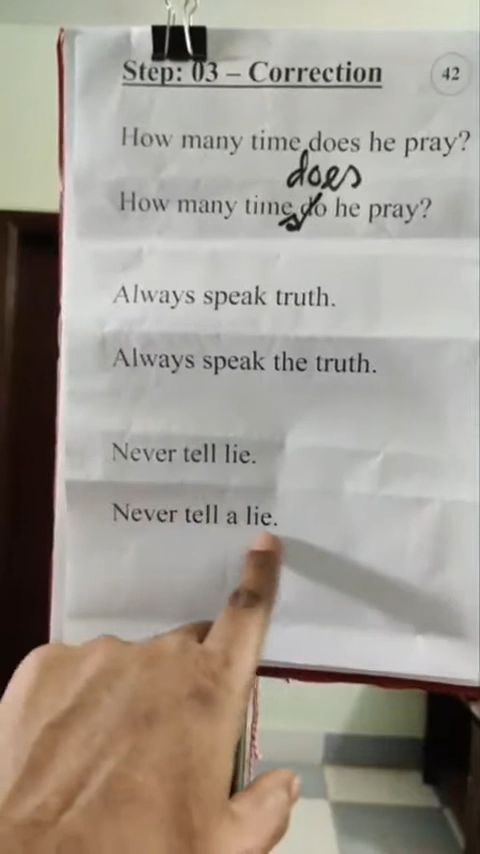 Step: 03 – Correction
42
How many time does he pray?
does
How many times do he pray?
Always speak truth.
Always speak the truth.
Never tell lie.
Never tell a lie.